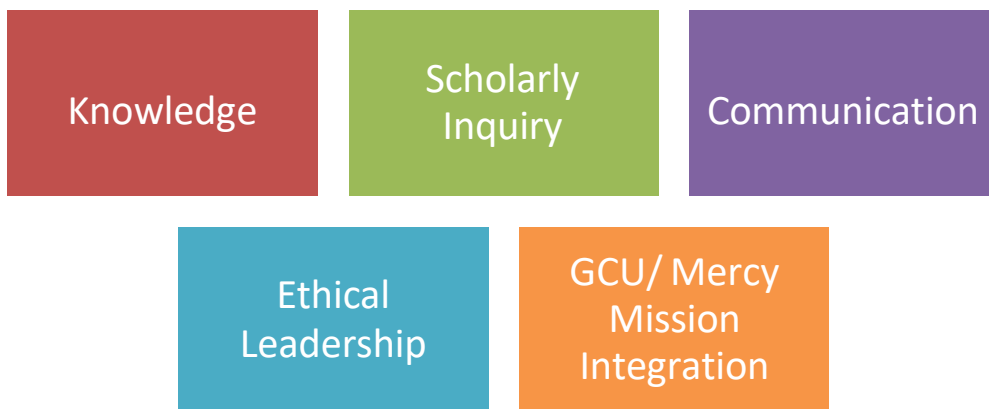 Knowledge
Scholarly
Inquiry
Communication
Ethical
Leadership
GCU/ Mercy
Mission
Integration